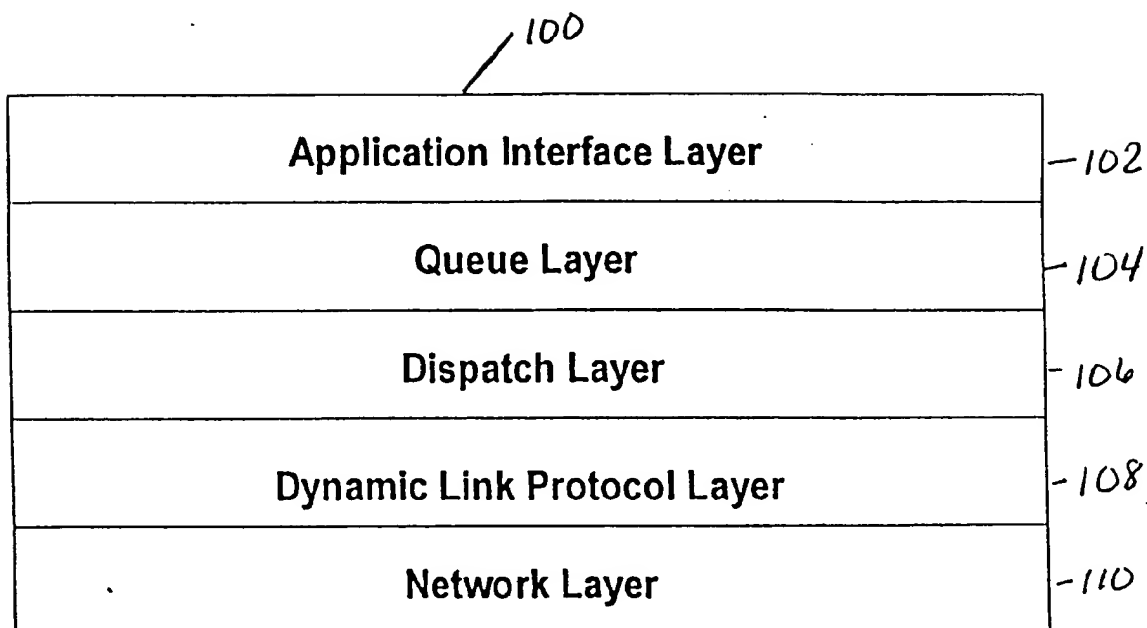 100
Application Interface Layer
102
Queue Layer
104
Dispatch Layer
106
Dynamic Link Protocol Layer
108
Network Layer
110